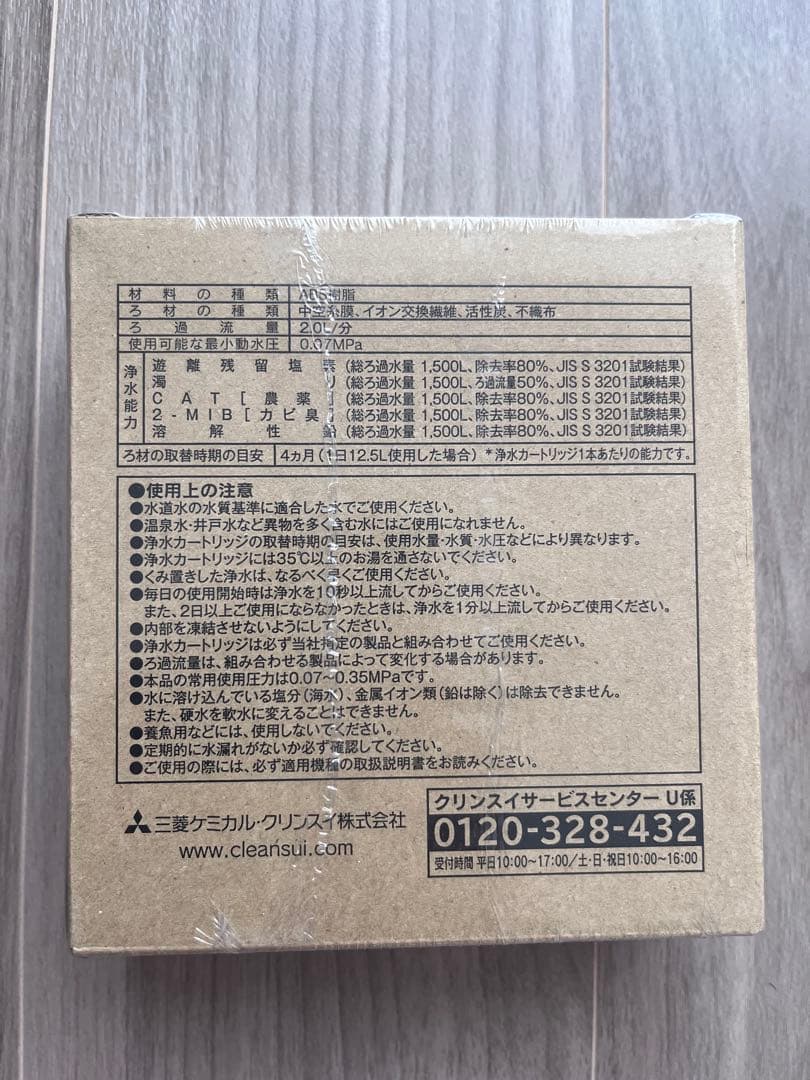 材料の種類 ABS樹脂
ろ材の種類 中空糸膜、イオン交換繊維、活性炭、不織布
ろ過流量 2.0L/分
使用可能な最小動水圧 0.07MPa
浄水能力
遊離残留塩素 (総ろ過水量 1,500L、除去率80%、JIS S 3201試験結果)
濁り (総ろ過水量 1,500L、ろ過流量50%、JIS S 3201試験結果)
CAT[農薬] (総ろ過水量 1,500L、除去率80%、JIS S 3201試験結果)
2-MIB[カビ臭] (総ろ過水量 1,500L、除去率80%、JIS S 3201試験結果)
溶解性鉛 (総ろ過水量 1,500L、除去率80%、JIS S 3201試験結果)
ろ材の取替時期の目安 4ヵ月(1日12.5L使用した場合) *浄水カートリッジ1本あたりの能力です。
●使用上の注意
●水道水の水質基準に適合した水でご使用ください。
●温泉水・井戸水など異物を多く含む水にはご使用になれません。
●浄水カートリッジの取替時期の目安は、使用水量・水質・水圧などにより異なります。
●浄水カートリッジには35℃以上のお湯を通さないでください。
●くみ置きした浄水は、なるべく早くご使用ください。
●毎日の使用開始時は浄水を10秒以上流してからご使用ください。
また、2日以上ご使用にならなかったときは、浄水を1分以上流してからご使用ください。
●内部を凍結させないようにしてください。
●浄水カートリッジは必ず当社指定の製品と組み合わせてご使用ください。
●ろ過流量は、組み合わせる製品によって変化する場合があります。
●本品の常用使用圧力は0.07〜0.35MPaです。
●水に溶け込んでいる塩分(海水)、金属イオン類(鉛は除く)は除去できません。
また、硬水を軟水に変えることはできません。
●養魚用などには、使用しないでください。
●定期的に水漏れがないか必ず確認してください。
●ご使用の際には、必ず適用機種の取扱説明書をお読みください。
三菱ケミカル・クリンスイ株式会社
www.cleansui.com
クリンスイサービスセンター U係
0120-328-432
受付時間 平日10:00〜17:00/土・日・祝日10:00〜16:00